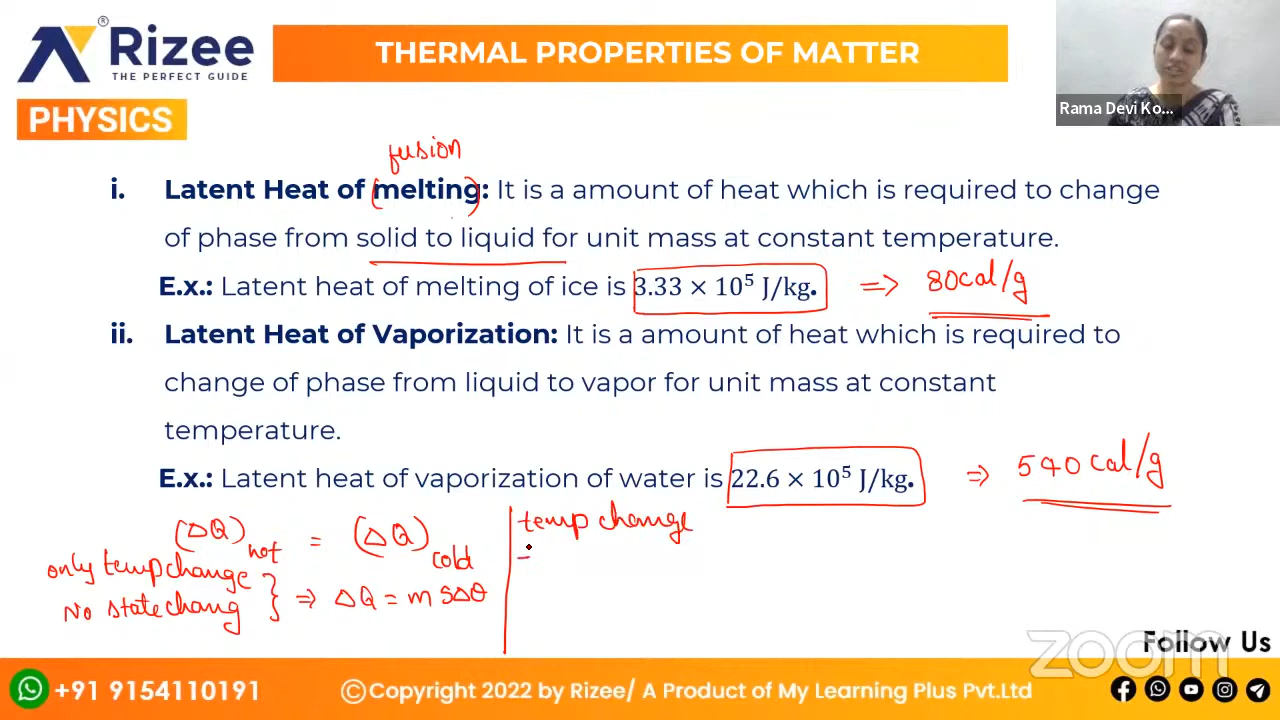 Rizee®
THE PERFECT GUIDE
THERMAL PROPERTIES OF MATTER
Rama Devi Ko...
PHYSICS
fusion
i. Latent Heat of (melting): It is a amount of heat which is required to change
of phase from solid to liquid for unit mass at constant temperature.
E.x.: Latent heat of melting of ice is 3.33 × 10⁵ J/kg. ⇒ 80cal/g
ii. Latent Heat of Vaporization: It is a amount of heat which is required to
change of phase from liquid to vapor for unit mass at constant
temperature.
E.x.: Latent heat of vaporization of water is 22.6 × 10⁵ J/kg. ⇒ 540 cal/g
(ΔQ)hot = (ΔQ)cold
temp change
only temp change
No state chang } ⇒ ΔQ = m SΔθ
zoom
Follow Us
+91 9154110191
©Copyright 2022 by Rizee/ A Product of My Learning Plus Pvt.Ltd